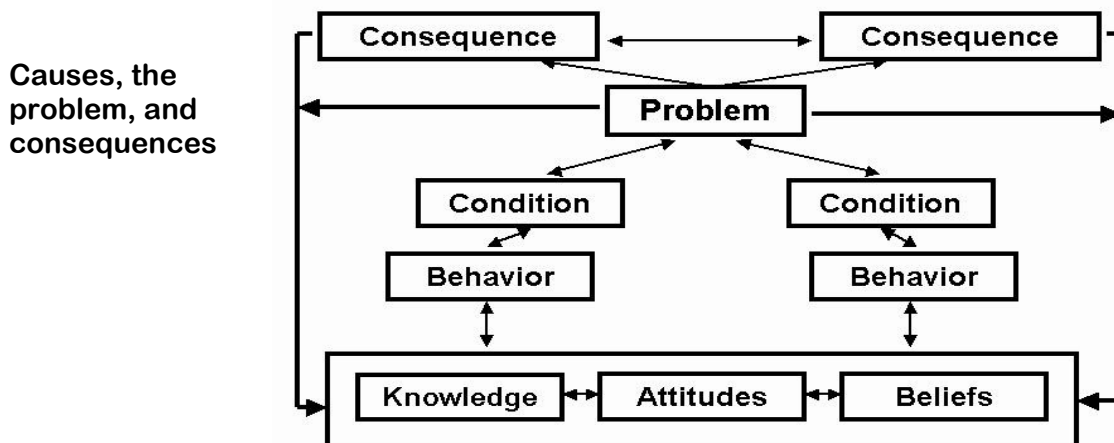 Causes, the
problem, and
consequences
Consequence
Consequence
Problem
Condition
Condition
Behavior
Behavior
Knowledge
Attitudes
Beliefs